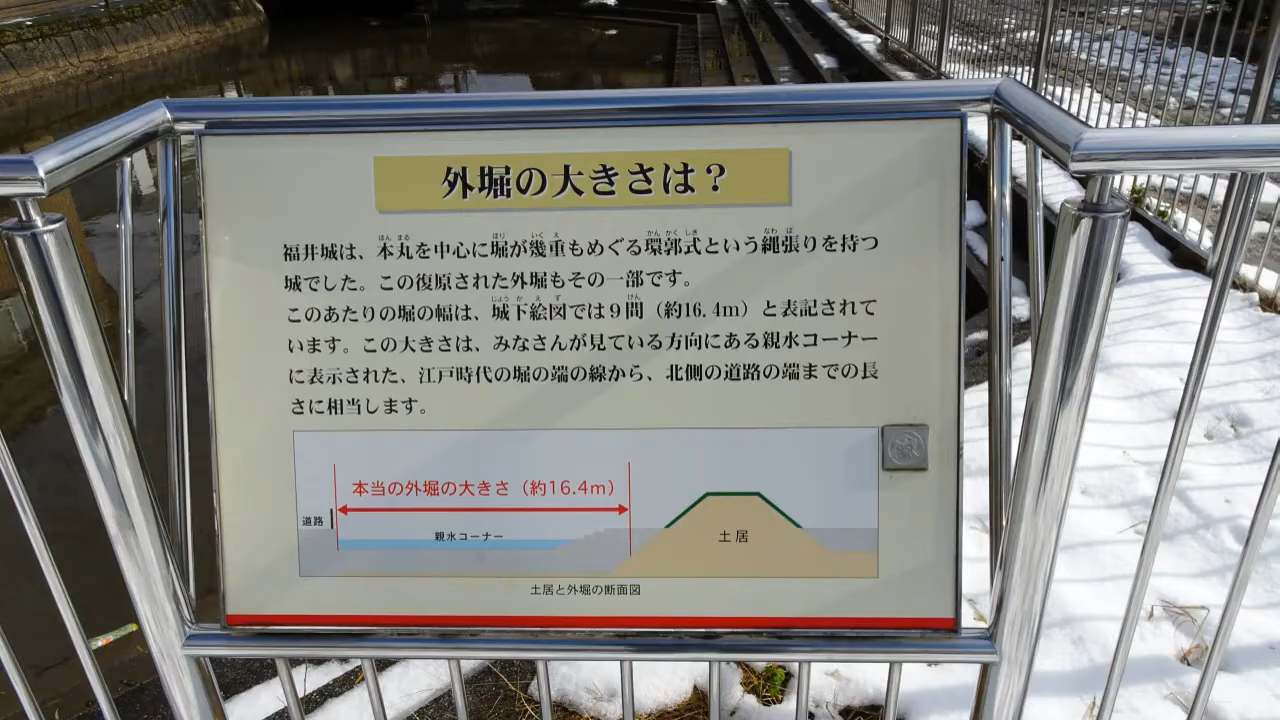 外堀の大きさは？
福井城は、本丸を中心に堀が幾重もめぐる環郭式という縄張りを持つ
城でした。この復原された外堀もその一部です。
このあたりの堀の幅は、城下絵図では９間（約16.4m）と表記されて
います。この大きさは、みなさんが見ている方向にある親水コーナー
に表示された、江戸時代の堀の端の線から、北側の道路の端までの長
さに相当します。
本当の外堀の大きさ（約16.4m）
道路
親水コーナー
土居
土居と外堀の断面図